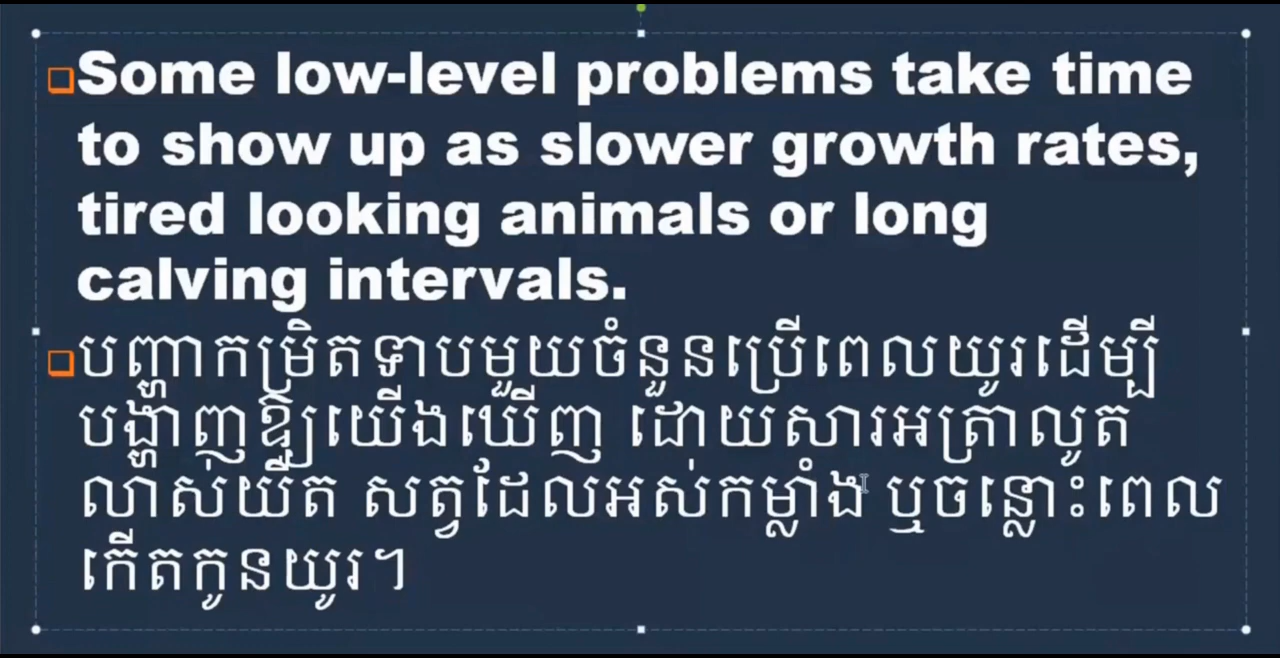 Some low-level problems take time
to show up as slower growth rates,
tired looking animals or long
calving intervals.
បញ្ហាកម្រិតទាបមួយចំនួនប្រើពេលយូរដើម្បី
បង្ហាញឱ្យយើងឃើញ ដោយសារអត្រាលូត
លាស់យឺត សត្វដែលអស់កម្លាំង ឬចន្លោះពេល
កើតកូនយូរ។